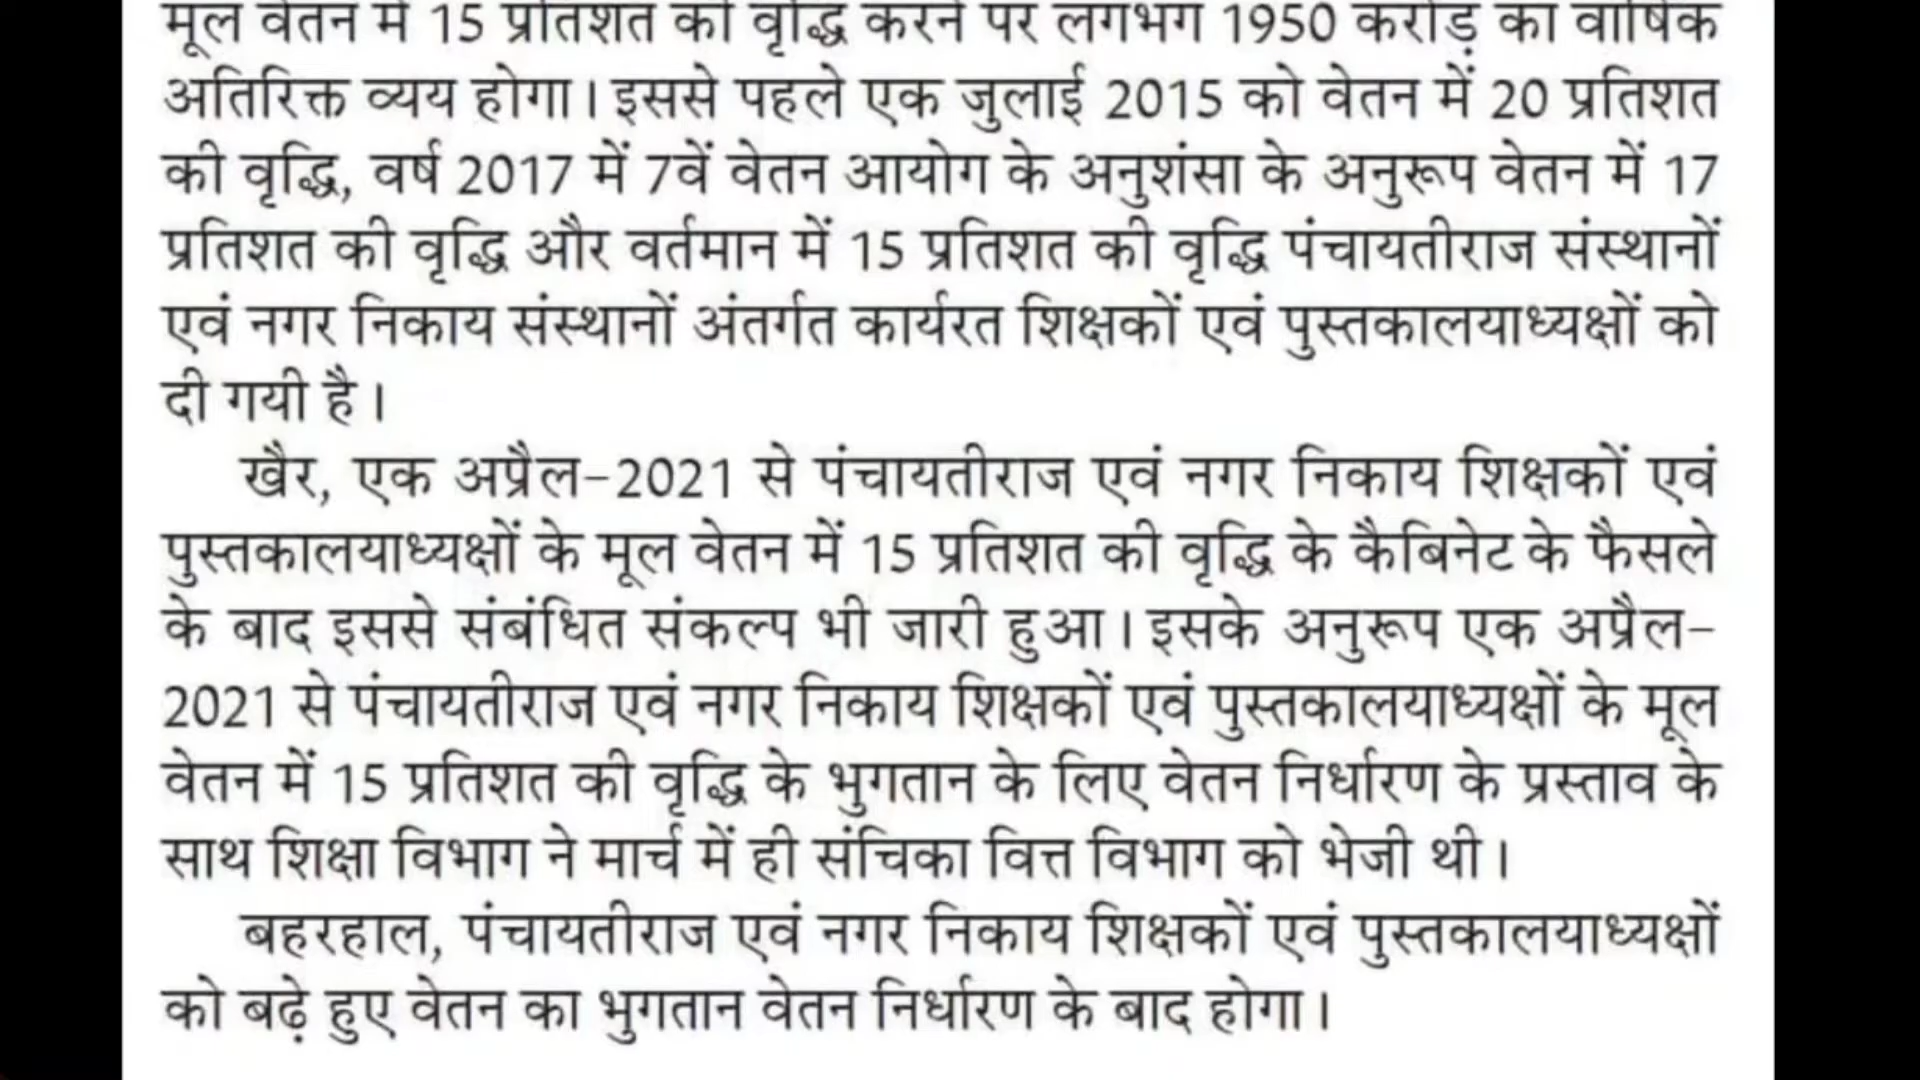 मूल वेतन में 15 प्रतिशत की वृद्धि करने पर लगभग 1950 करोड़ का वार्षिक
अतिरिक्त व्यय होगा। इससे पहले एक जुलाई 2015 को वेतन में 20 प्रतिशत
की वृद्धि, वर्ष 2017 में 7वें वेतन आयोग के अनुशंसा के अनुरूप वेतन में 17
प्रतिशत की वृद्धि और वर्तमान में 15 प्रतिशत की वृद्धि पंचायतीराज संस्थानों
एवं नगर निकाय संस्थानों अंतर्गत कार्यरत शिक्षकों एवं पुस्तकालयाध्यक्षों को
दी गयी है।
खैर, एक अप्रैल-2021 से पंचायतीराज एवं नगर निकाय शिक्षकों एवं
पुस्तकालयाध्यक्षों के मूल वेतन में 15 प्रतिशत की वृद्धि के कैबिनेट के फैसले
के बाद इससे संबंधित संकल्प भी जारी हुआ। इसके अनुरूप एक अप्रैल-
2021 से पंचायतीराज एवं नगर निकाय शिक्षकों एवं पुस्तकालयाध्यक्षों के मूल
वेतन में 15 प्रतिशत की वृद्धि के भुगतान के लिए वेतन निर्धारण के प्रस्ताव के
साथ शिक्षा विभाग ने मार्च में ही संचिका वित्त विभाग को भेजी थी।
बहरहाल, पंचायतीराज एवं नगर निकाय शिक्षकों एवं पुस्तकालयाध्यक्षों
को बढ़े हुए वेतन का भुगतान वेतन निर्धारण के बाद होगा।